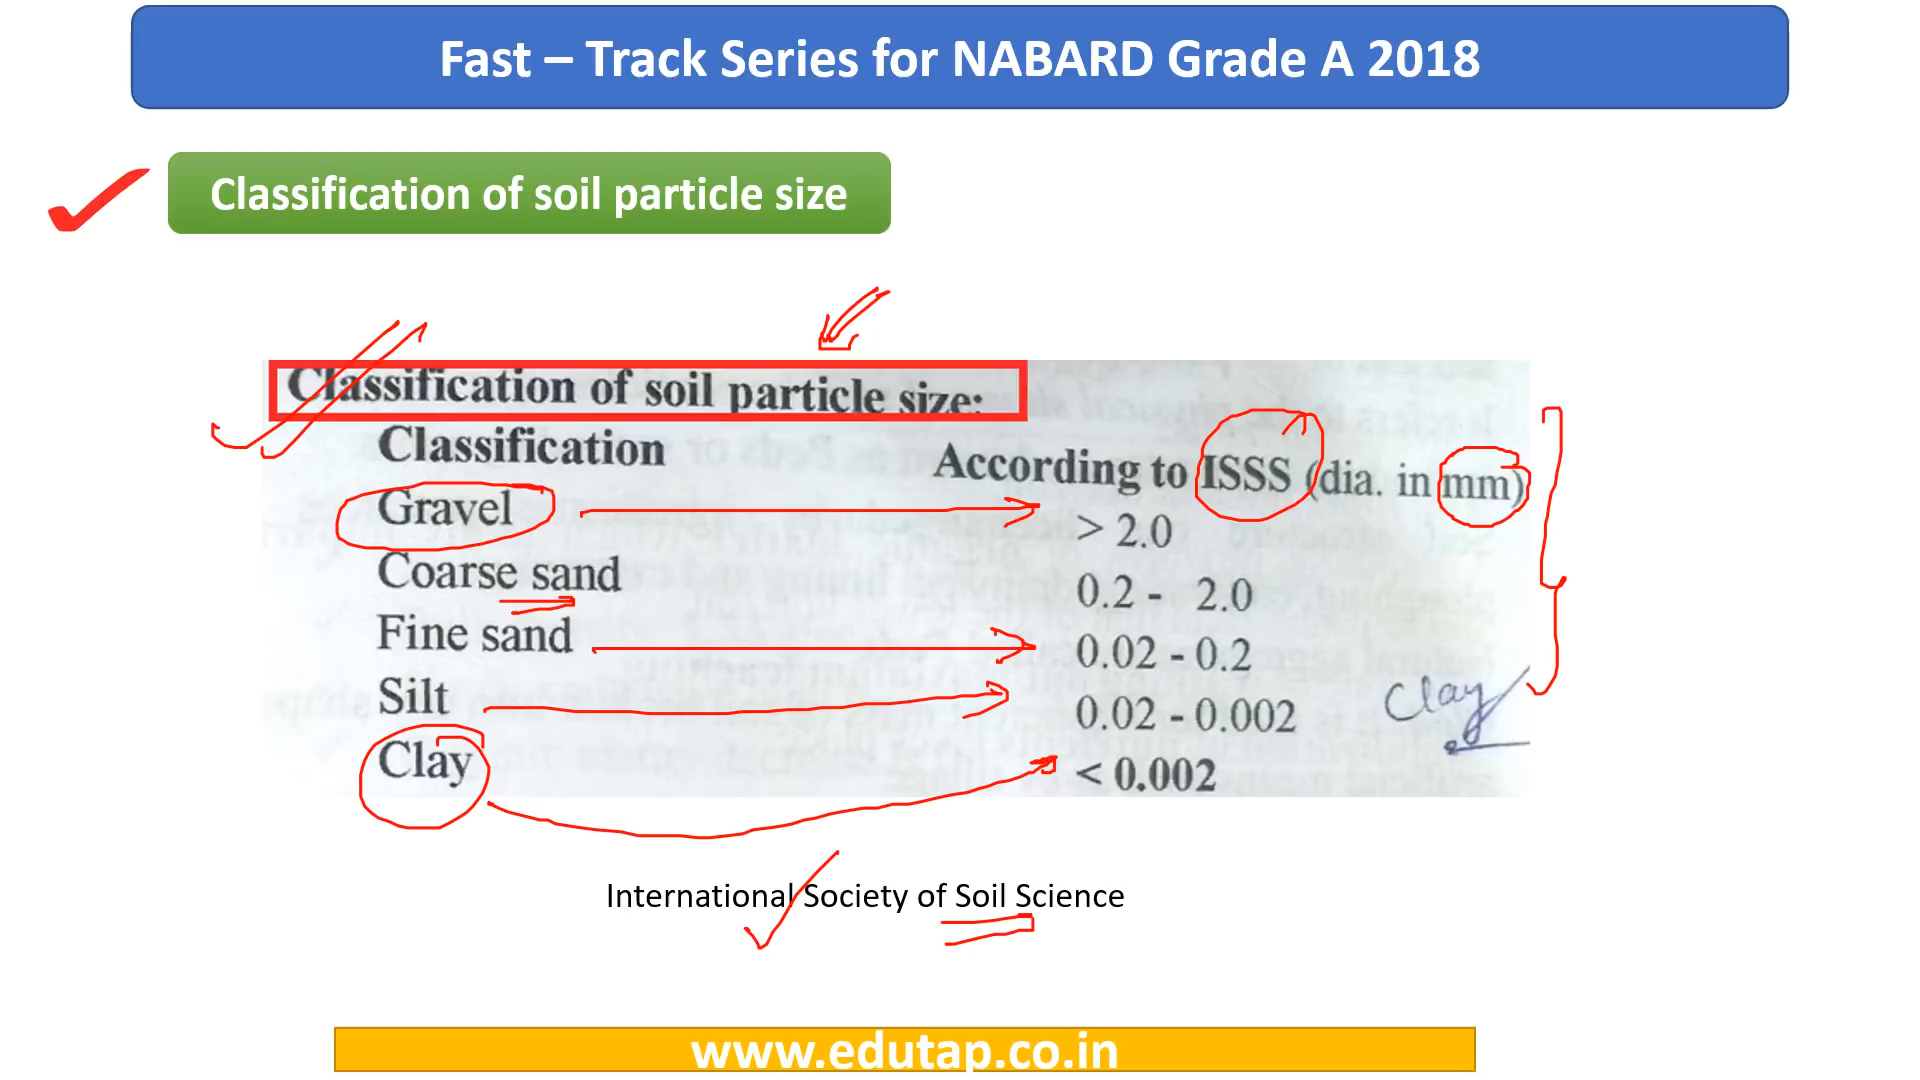 Fast – Track Series for NABARD Grade A 2018
Classification of soil particle size
Classification of soil particle size:
Classification According to ISSS (dia. in mm)
Gravel > 2.0
Coarse sand 0.2 - 2.0
Fine sand 0.02 - 0.2
Silt 0.02 - 0.002
Clay
Clay < 0.002
International Society of Soil Science
www.edutap.co.in